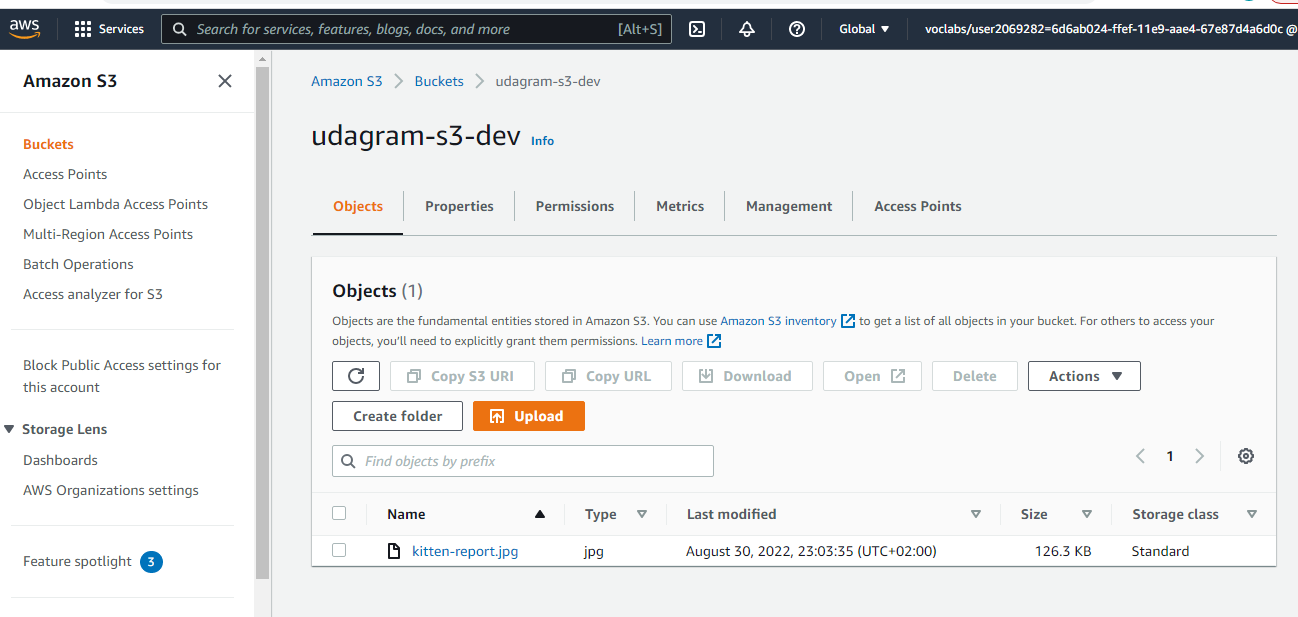 aws
Services
Search for services, features, blogs, docs, and more [Alt+S]
Global
voclabs/user2069282=6d6ab024-ffef-11e9-aae4-67e87d4a6d0c @
Amazon S3
Buckets
Access Points
Object Lambda Access Points
Multi-Region Access Points
Batch Operations
Access analyzer for S3
Block Public Access settings for
this account
Storage Lens
Dashboards
AWS Organizations settings
Feature spotlight 3
Amazon S3 > Buckets > udagram-s3-dev
udagram-s3-dev Info
Objects Properties Permissions Metrics Management Access Points
Objects (1)
Objects are the fundamental entities stored in Amazon S3. You can use Amazon S3 inventory to get a list of all objects in your bucket. For others to access your
objects, you'll need to explicitly grant them permissions. Learn more
Copy S3 URI Copy URL Download Open Delete Actions
Create folder Upload
Find objects by prefix
1
Name Type Last modified Size Storage class
kitten-report.jpg jpg August 30, 2022, 23:03:35 (UTC+02:00) 126.3 KB Standard